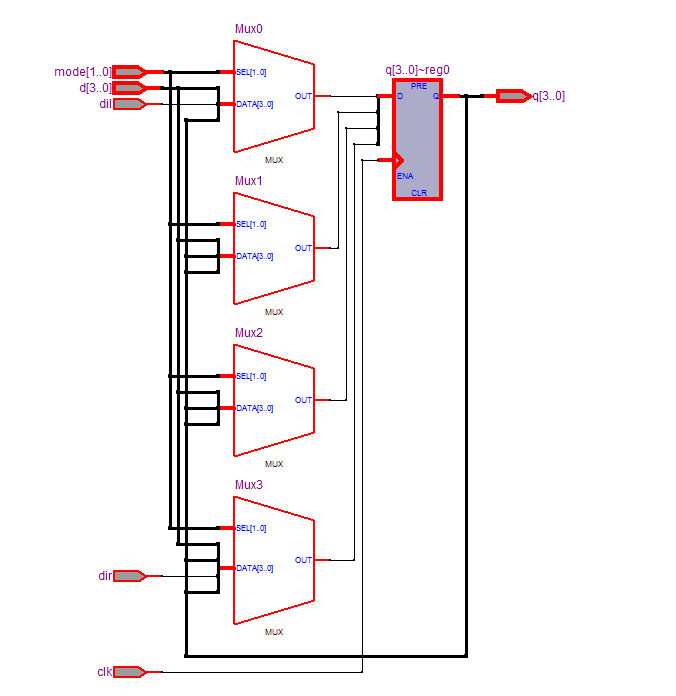 Mux0
mode[1..0]
d[3..0]
dil
SEL[1..0]
DATA[3..0]
OUT
MUX
q[3..0]~reg0
PRE
D
Q
ENA
CLR
q[3..0]
Mux1
SEL[1..0]
DATA[3..0]
OUT
MUX
Mux2
SEL[1..0]
DATA[3..0]
OUT
MUX
Mux3
SEL[1..0]
DATA[3..0]
OUT
MUX
dir
clk